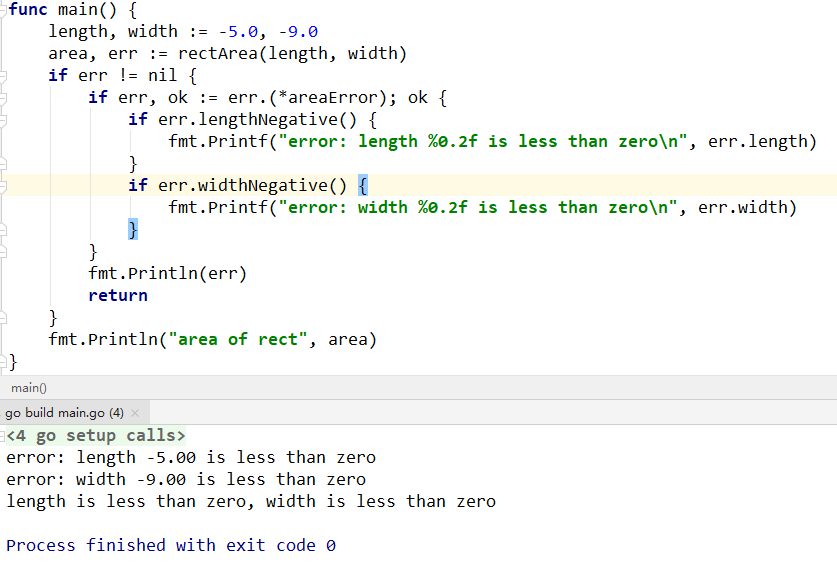 func main() {
    length, width := -5.0, -9.0
    area, err := rectArea(length, width)
    if err != nil {
        if err, ok := err.(*areaError); ok {
            if err.lengthNegative() {
                fmt.Printf("error: length %0.2f is less than zero\n", err.length)
            }
            if err.widthNegative() {
                fmt.Printf("error: width %0.2f is less than zero\n", err.width)
            }
        }
        fmt.Println(err)
        return
    }
    fmt.Println("area of rect", area)
}
main()
go build main.go (4) ×
<4 go setup calls>
error: length -5.00 is less than zero
error: width -9.00 is less than zero
length is less than zero, width is less than zero
Process finished with exit code 0